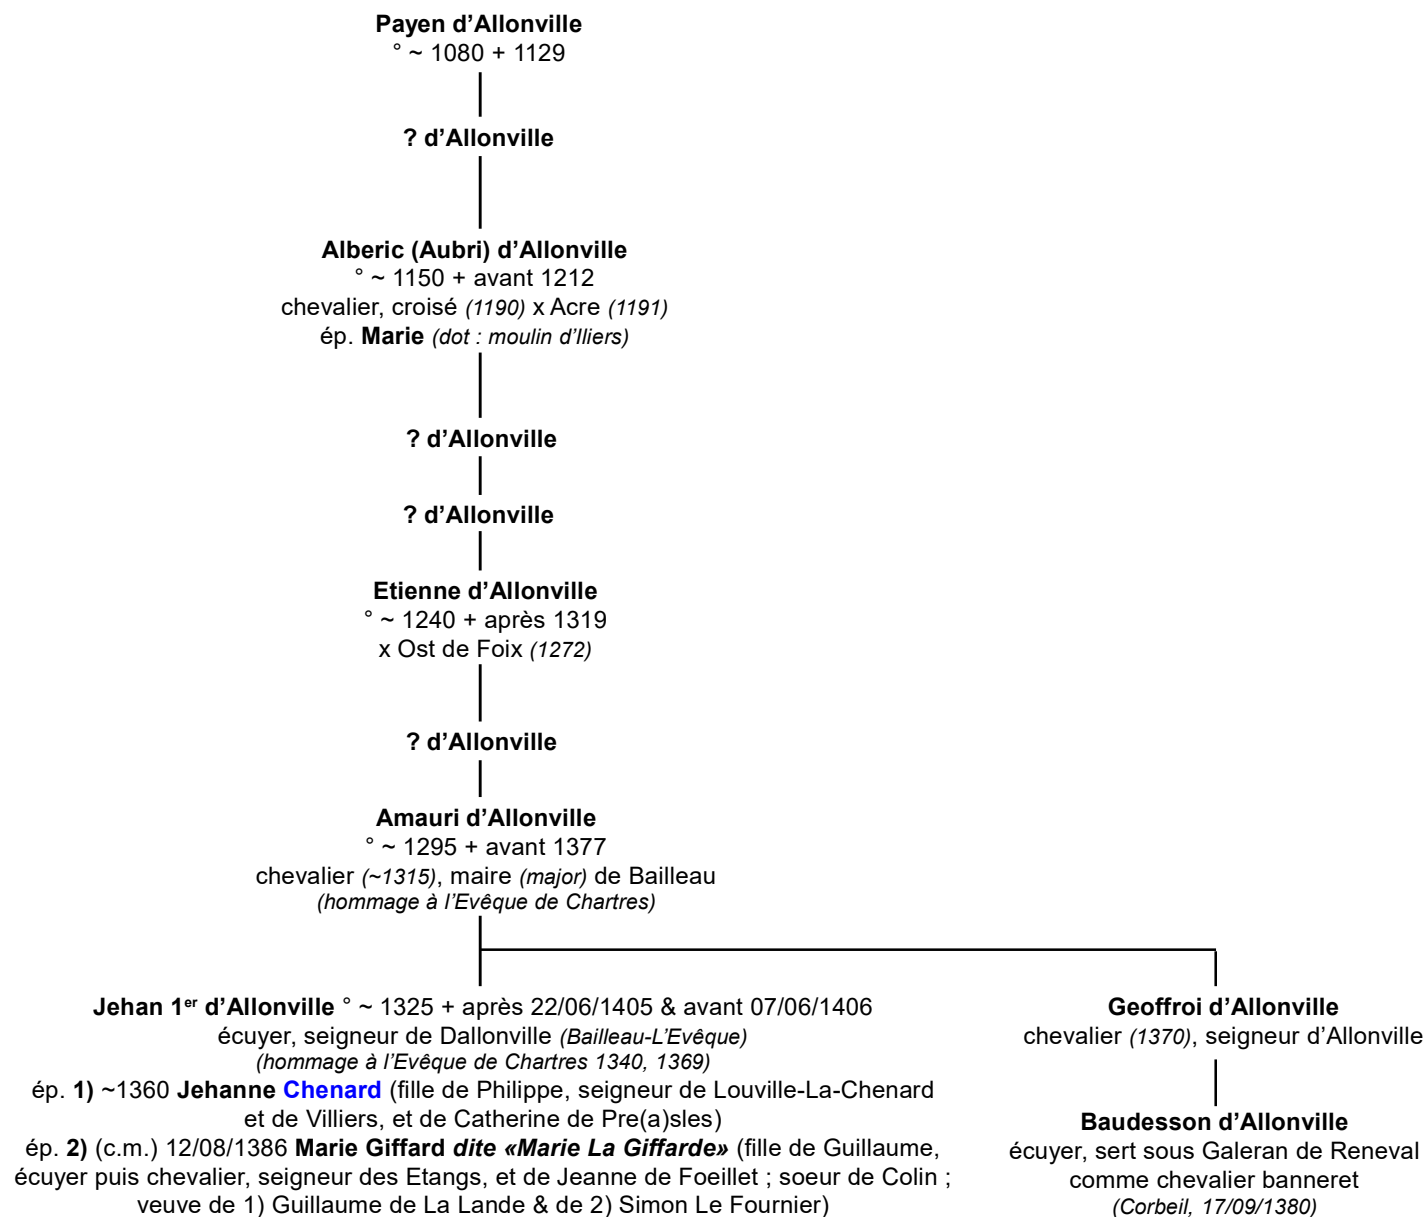 Payen d’Allonville
° ~ 1080 + 1129
? d’Allonville
Alberic (Aubri) d’Allonville
° ~ 1150 + avant 1212
chevalier, croisé (1190) x Acre (1191)
ép. Marie (dot : moulin d’Iliers)
? d’Allonville
? d’Allonville
Etienne d’Allonville
° ~ 1240 + après 1319
x Ost de Foix (1272)
? d’Allonville
Amauri d’Allonville
° ~ 1295 + avant 1377
chevalier (~1315), maire (major) de Bailleau
(hommage à l’Evêque de Chartres)
Jehan 1er d’Allonville ° ~ 1325 + après 22/06/1405 & avant 07/06/1406
écuyer, seigneur de Dallonville (Bailleau-L’Evêque)
(hommage à l’Evêque de Chartres 1340, 1369)
ép. 1) ~1360 Jehanne Chenard (fille de Philippe, seigneur de Louville-La-Chenard
et de Villiers, et de Catherine de Pre(a)sles)
ép. 2) (c.m.) 12/08/1386 Marie Giffard dite «Marie La Giffarde» (fille de Guillaume,
écuyer puis chevalier, seigneur des Etangs, et de Jeanne de Foeillet ; soeur de Colin ;
veuve de 1) Guillaume de La Lande & de 2) Simon Le Fournier)
Geoffroi d’Allonville
chevalier (1370), seigneur d’Allonville
Baudesson d’Allonville
écuyer, sert sous Galeran de Reneval
comme chevalier banneret
(Corbeil, 17/09/1380)